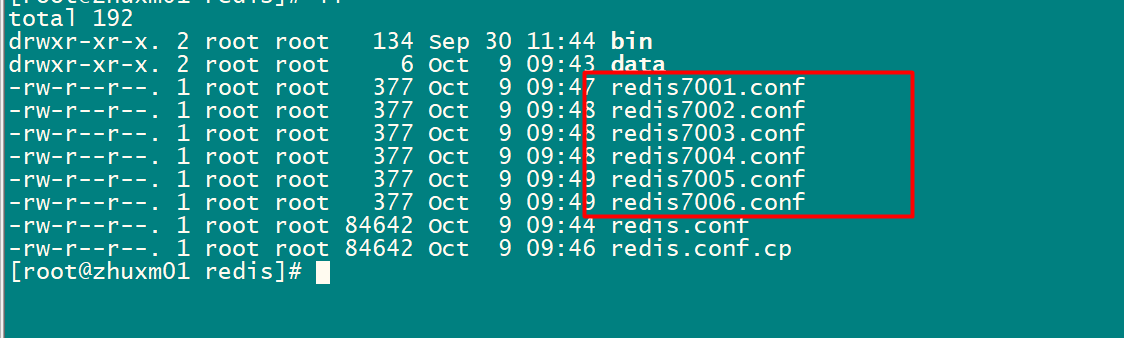 total 192
drwxr-xr-x. 2 root root   134 Sep 30 11:44 bin
drwxr-xr-x. 2 root root     6 Oct  9 09:43 data
-rw-r--r--. 1 root root   377 Oct  9 09:47 redis7001.conf
-rw-r--r--. 1 root root   377 Oct  9 09:48 redis7002.conf
-rw-r--r--. 1 root root   377 Oct  9 09:48 redis7003.conf
-rw-r--r--. 1 root root   377 Oct  9 09:48 redis7004.conf
-rw-r--r--. 1 root root   377 Oct  9 09:49 redis7005.conf
-rw-r--r--. 1 root root   377 Oct  9 09:49 redis7006.conf
-rw-r--r--. 1 root root 84642 Oct  9 09:44 redis.conf
-rw-r--r--. 1 root root 84642 Oct  9 09:46 redis.conf.cp
[root@zhuxm01 redis]#